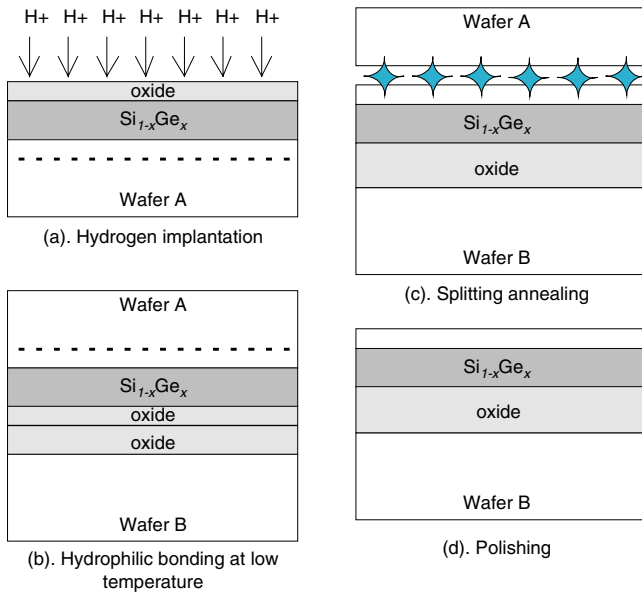 H+ H+ H+ H+ H+ H+ H+
oxide
Si1-xGex
Wafer A
(a). Hydrogen implantation
Wafer A
Si1-xGex
oxide
oxide
Wafer B
(b). Hydrophilic bonding at low
temperature
Wafer A
Si1-xGex
oxide
Wafer B
(c). Splitting annealing
Si1-xGex
oxide
Wafer B
(d). Polishing